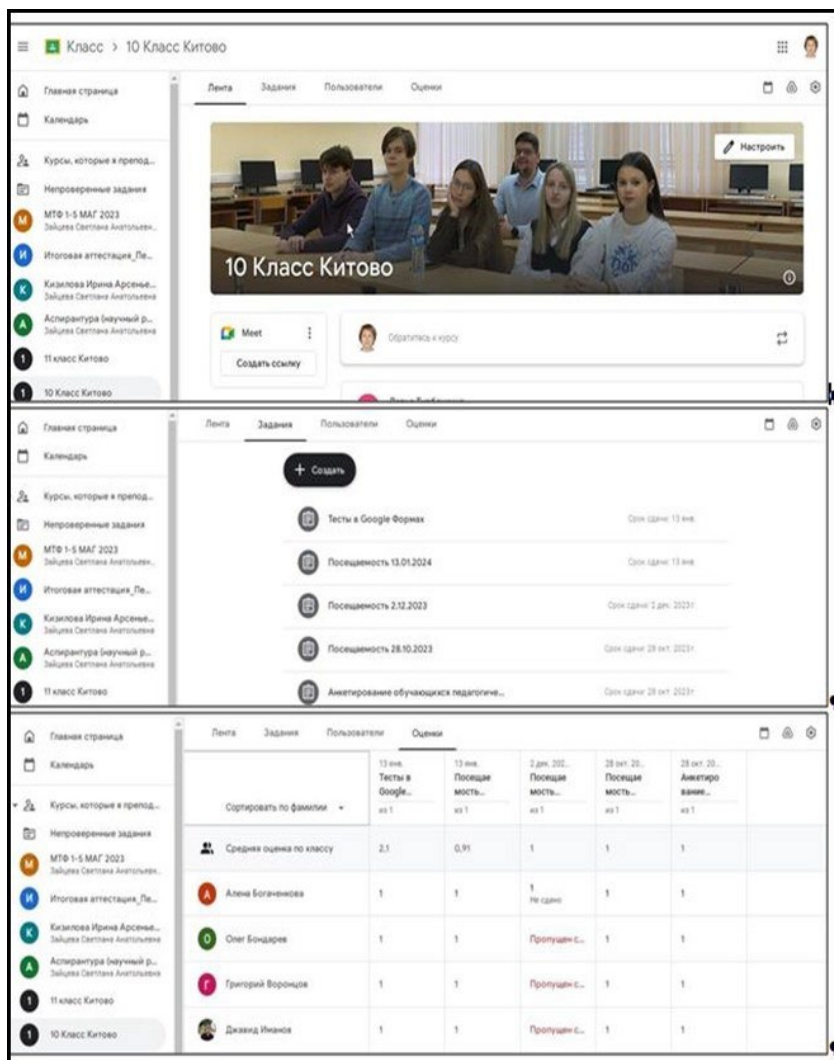 Класс > 10 Класс Китово
Главная страница
Календарь
Курсы, которые я препод...
Непроверенные задания
МТФ 1-5 МАГ 2023
Зайцева Светлана Анатольевн...
Итоговая аттестация_Пе...
Кизилова Ирина Арсенье...
Зайцева Светлана Анатольевна
Аспирантура (научный р...
Зайцева Светлана Анатольевна
11 класс Китово
10 Класс Китово
Лента Задания Пользователи Оценки
Настроить
10 Класс Китово
Meet
Создать ссылку
Обратитесь к курсу
Главная страница
Календарь
Курсы, которые я препод...
Непроверенные задания
МТФ 1-5 МАГ 2023
Зайцева Светлана Анатольевн...
Итоговая аттестация_Пе...
Кизилова Ирина Арсенье...
Зайцева Светлана Анатольевна
Аспирантура (научный р...
Зайцева Светлана Анатольевна
11 класс Китово
Лента Задания Пользователи Оценки
+ Создать
Тесты в Google Формах Срок сдачи: 13 янв.
Посещаемость 13.01.2024 Срок сдачи: 13 янв.
Посещаемость 2.12.2023 Срок сдачи: 2 дек. 2023 г.
Посещаемость 28.10.2023 Срок сдачи: 28 окт. 2023 г.
Анкетирование обучающихся педагогиче... Срок сдачи: 28 окт. 2023 г.
Главная страница
Календарь
Курсы, которые я препод...
Непроверенные задания
МТФ 1-5 МАГ 2023
Зайцева Светлана Анатольевна
Итоговая аттестация_Пе...
Кизилова Ирина Арсенье...
Зайцева Светлана Анатольевна
Аспирантура (научный р...
Зайцева Светлана Анатольевна
11 класс Китово
10 Класс Китово
Лента Задания Пользователи Оценки
13 янв. 13 янв. 2 дек. 202... 28 окт. 20... 28 окт. 20...
Тесты в Посещае Посещае Посещае Анкетиро
Google... мость... мость... мость... вание...
Сортировать по фамилии из 1 из 1 из 1 из 1 из 1
Средняя оценка по классу 2,1 0,91 1 1 1
А Алена Богаченкова 1 1 1 1 1
Не сдано
О Олег Бондарев 1 1 Пропущен с... 1 1
Г Григорий Воронцов 1 1 Пропущен с... 1 1
Джавид Иманов 1 1 Пропущен с... 1 1